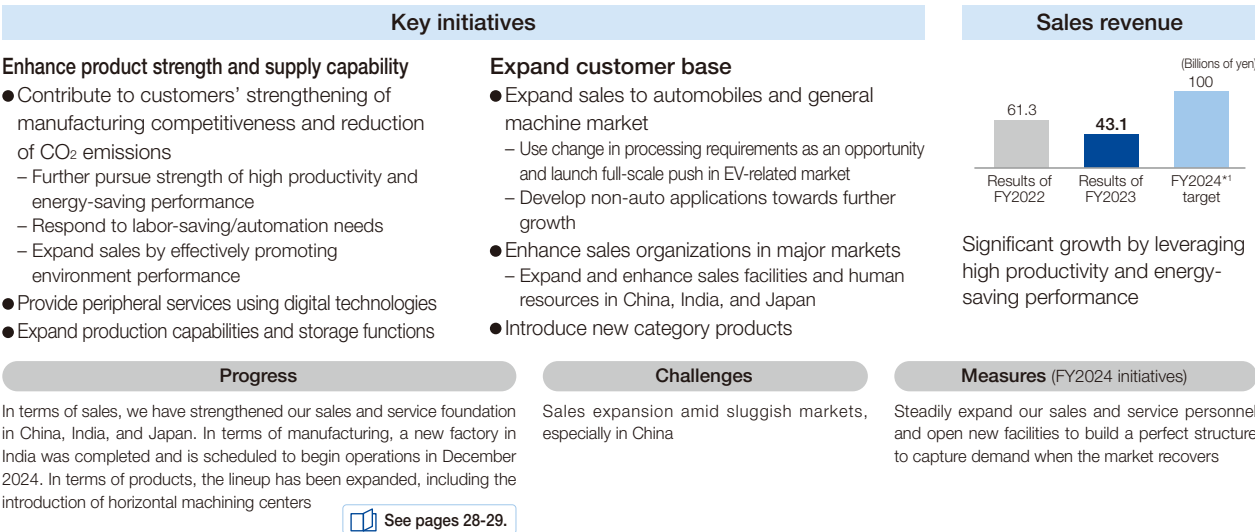 Key initiatives
Enhance product strength and supply capability
● Contribute to customers’ strengthening of
manufacturing competitiveness and reduction
of CO2 emissions
– Further pursue strength of high productivity and
energy-saving performance
– Respond to labor-saving/automation needs
– Expand sales by effectively promoting
environment performance
● Provide peripheral services using digital technologies
● Expand production capabilities and storage functions
Expand customer base
● Expand sales to automobiles and general
machine market
– Use change in processing requirements as an opportunity
and launch full-scale push in EV-related market
– Develop non-auto applications towards further
growth
● Enhance sales organizations in major markets
– Expand and enhance sales facilities and human
resources in China, India, and Japan
● Introduce new category products
Sales revenue
(Billions of yen)
61.3
43.1
100
Results of
FY2022
Results of
FY2023
FY2024*1
target
Significant growth by leveraging
high productivity and energy-
saving performance
Progress
In terms of sales, we have strengthened our sales and service foundation
in China, India, and Japan. In terms of manufacturing, a new factory in
India was completed and is scheduled to begin operations in December
2024. In terms of products, the lineup has been expanded, including the
introduction of horizontal machining centers
See pages 28-29.
Challenges
Sales expansion amid sluggish markets,
especially in China
Measures (FY2024 initiatives)
Steadily expand our sales and service personnel
and open new facilities to build a perfect structure
to capture demand when the market recovers